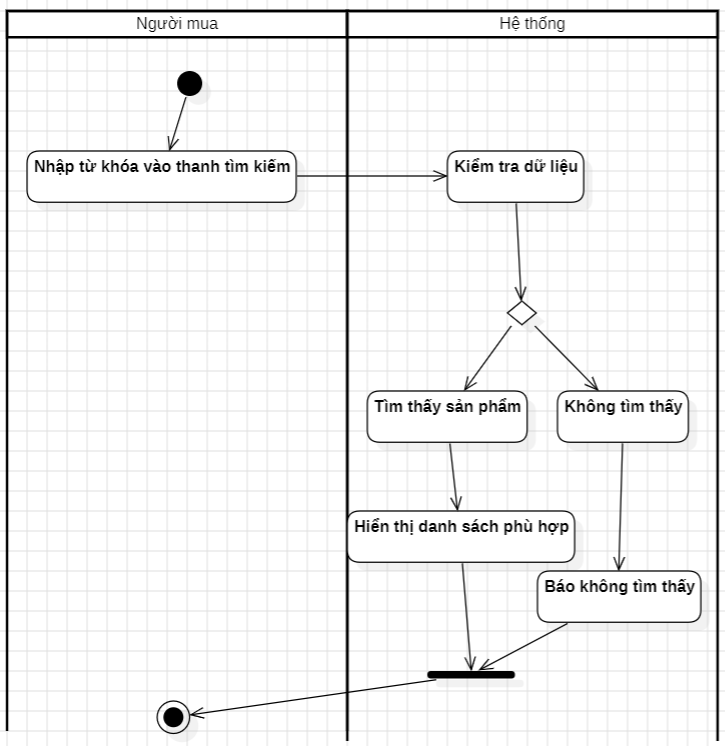 Người mua
Hệ thống
Nhập từ khóa vào thanh tìm kiếm
Kiểm tra dữ liệu
Tìm thấy sản phẩm
Không tìm thấy
Hiển thị danh sách phù hợp
Báo không tìm thấy